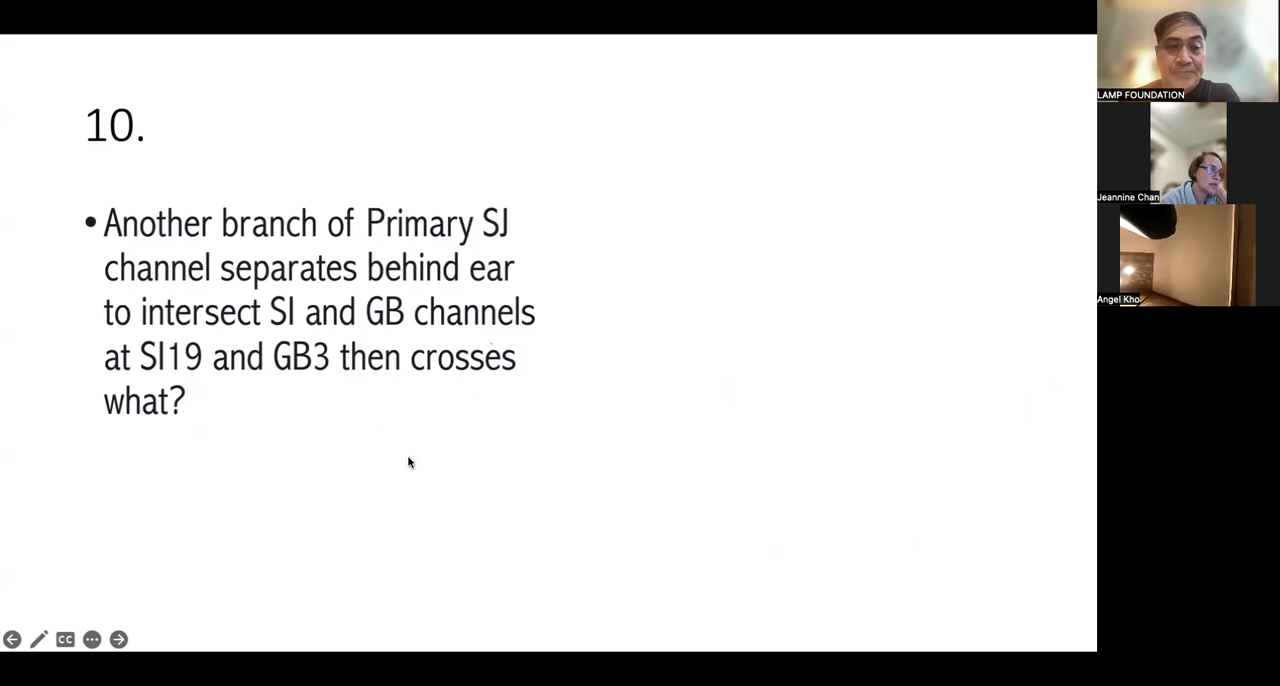 10.
• Another branch of Primary SJ
channel separates behind ear
to intersect SI and GB channels
at SI19 and GB3 then crosses
what?
LAMP FOUNDATION
Jeannine Chan
Angel Kho
CC